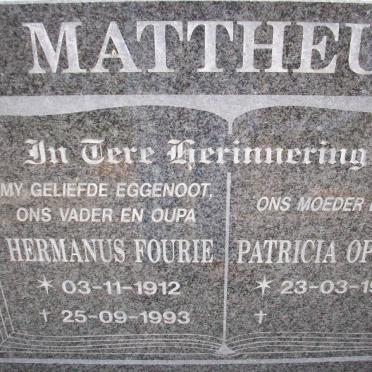 MATTHEU
In Tere Herinnering
MY GELIEFDE EGGENOOT,
ONS VADER EN OUPA
HERMANUS FOURIE
* 03-11-1912
† 25-09-1993
ONS MOEDER
PATRICIA OP
* 23-03-1
†